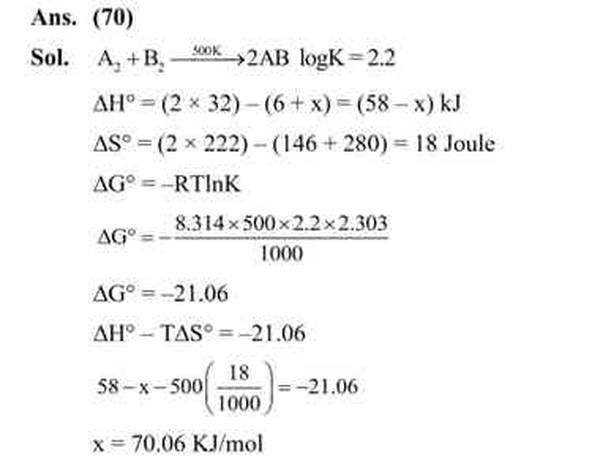 Ans. (70)
Sol. A₂ + B₂ —500K→ 2AB logK = 2.2
ΔH° = (2 × 32) – (6 + x) = (58 – x) kJ
ΔS° = (2 × 222) – (146 + 280) = 18 Joule
ΔG° = –RTlnK
ΔG° = – 8.314 × 500 × 2.2 × 2.303 / 1000
ΔG° = –21.06
ΔH° – TΔS° = –21.06
58 – x – 500(18/1000) = –21.06
x = 70.06 KJ/mol